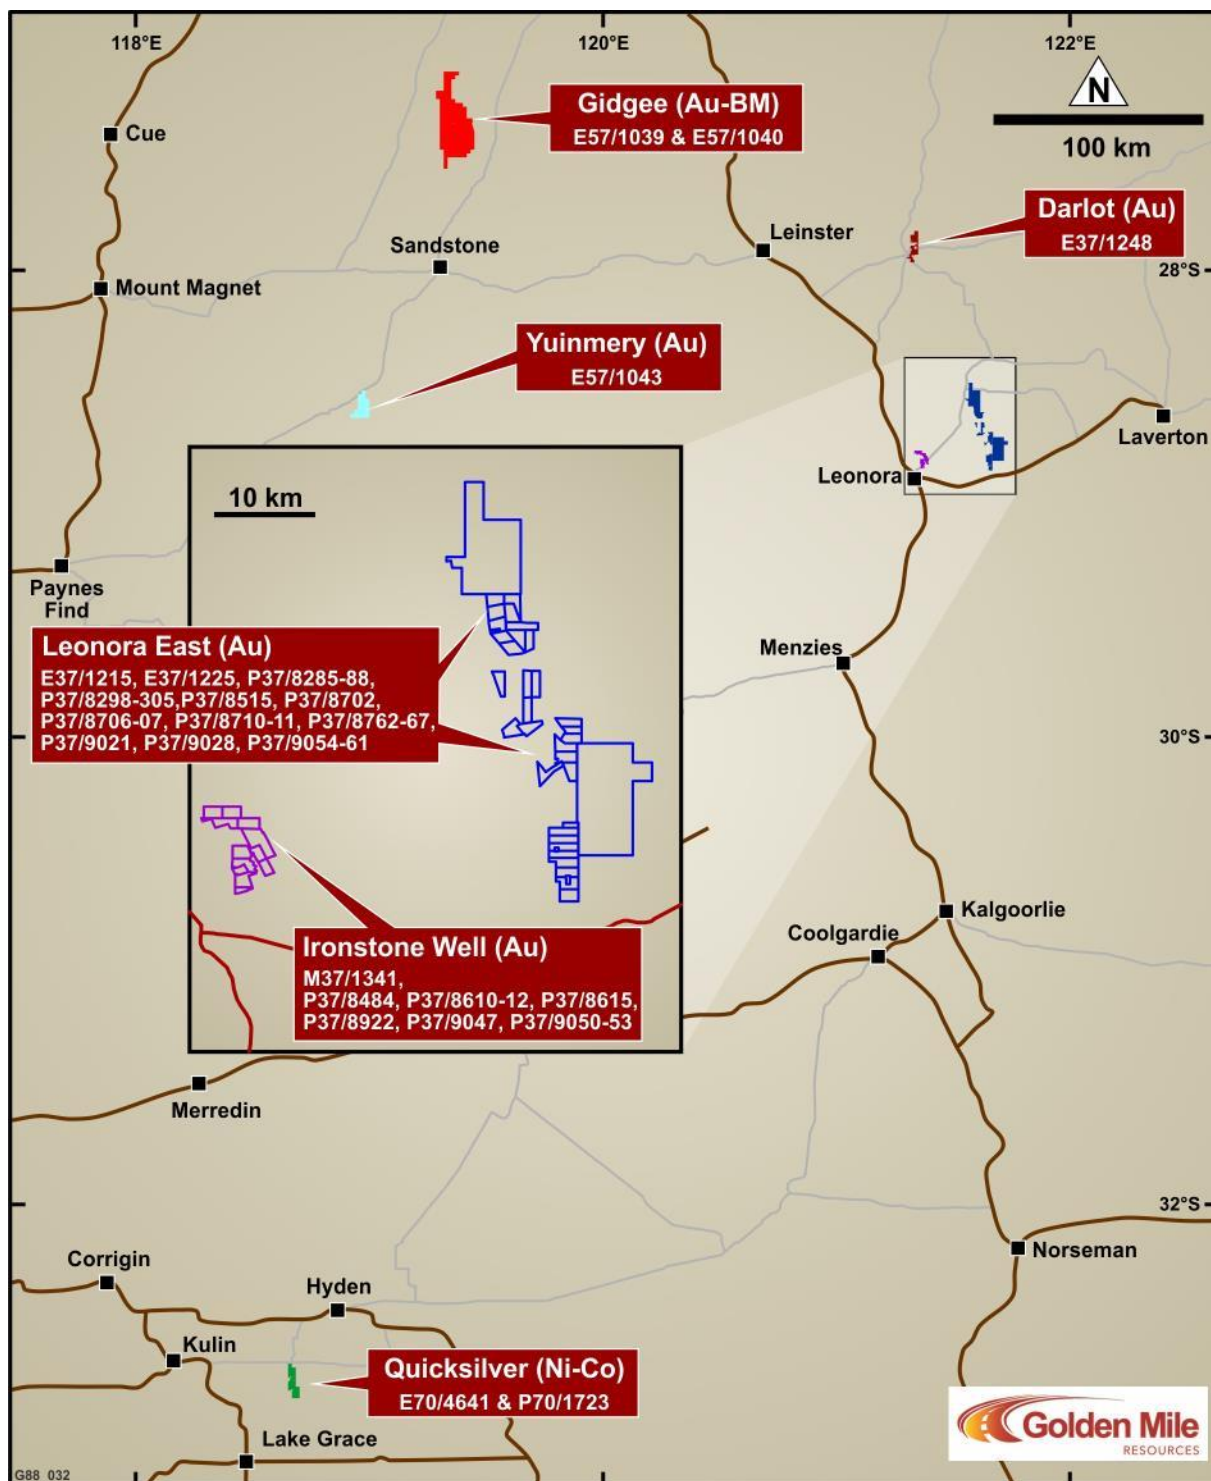 118°E
120°E
122°E
N
100 km
Gidgee (Au-BM)
E57/1039 & E57/1040
Cue
Darlot (Au)
E37/1248
Leinster
Sandstone
28°S
Mount Magnet
Yuinmery (Au)
E57/1043
Laverton
Leonora
10 km
Paynes
Find
Leonora East (Au)
E37/1215, E37/1225, P37/8285-88,
P37/8298-305,P37/8515, P37/8702,
P37/8706-07, P37/8710-11, P37/8762-67,
P37/9021, P37/9028, P37/9054-61
Menzies
30°S
Ironstone Well (Au)
M37/1341,
P37/8484, P37/8610-12, P37/8615,
P37/8922, P37/9047, P37/9050-53
Kalgoorlie
Coolgardie
Merredin
32°S
Norseman
Corrigin
Hyden
Kulin
Quicksilver (Ni-Co)
E70/4641 & P70/1723
Lake Grace
Golden Mile
RESOURCES
G88_032